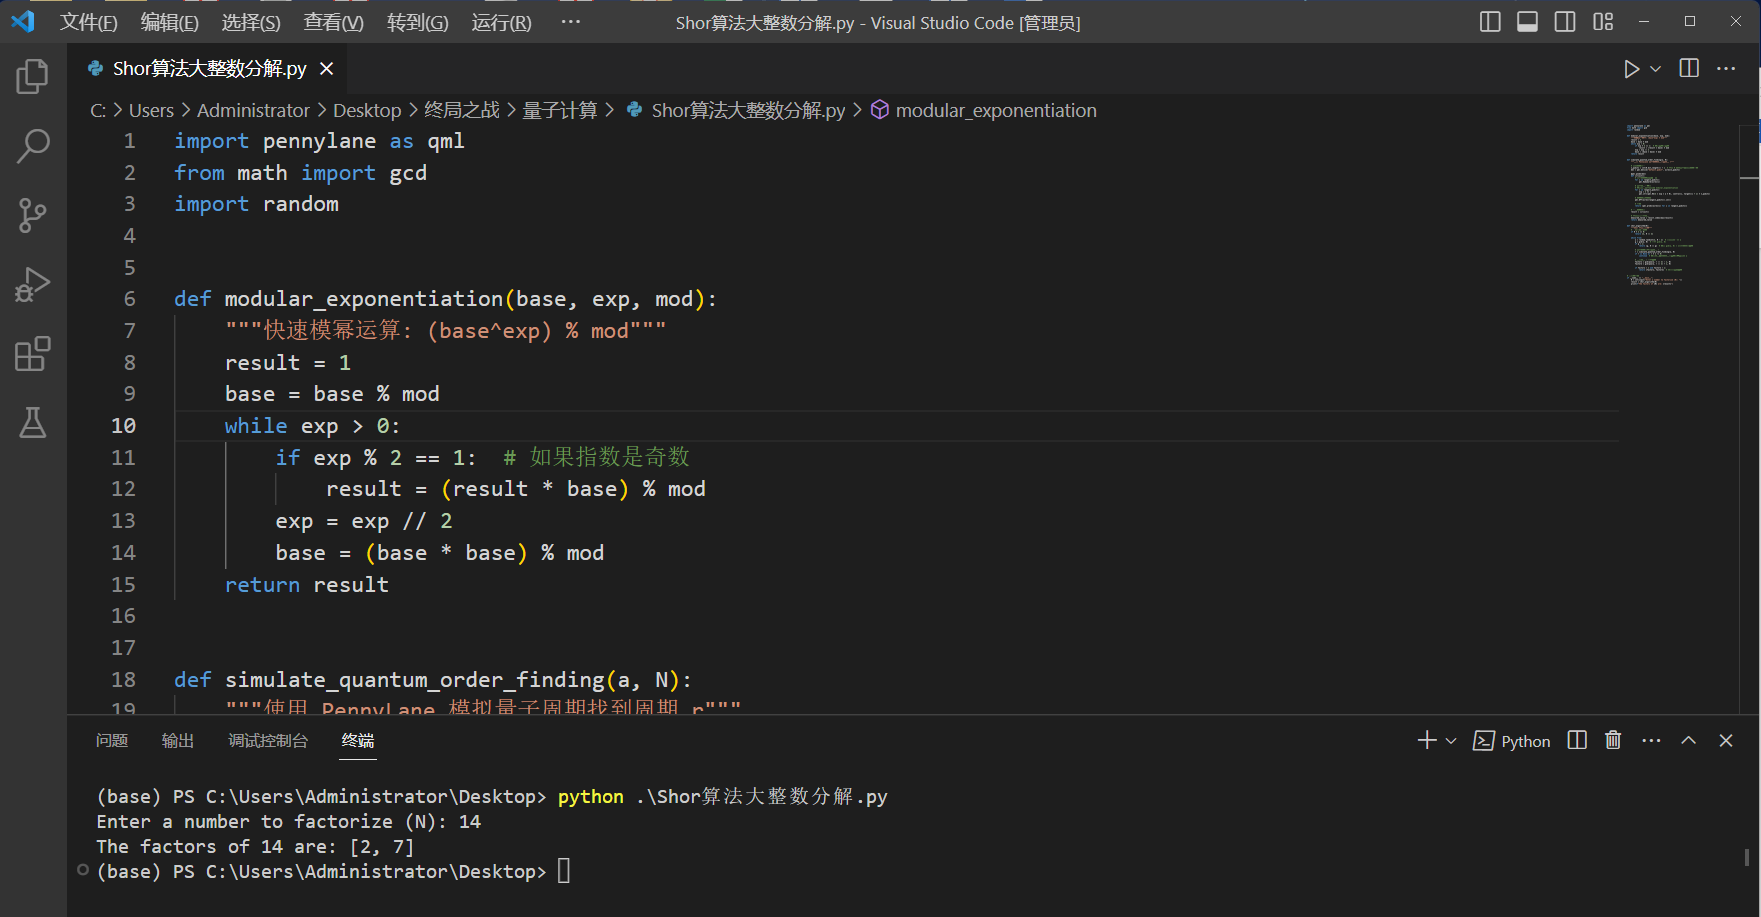 文件(F) 编辑(E) 选择(S) 查看(V) 转到(G) 运行(R) ··· Shor算法大整数分解.py - Visual Studio Code [管理员]
Shor算法大整数分解.py
C: > Users > Administrator > Desktop > 终局之战 > 量子计算 > Shor算法大整数分解.py > modular_exponentiation
1 import pennylane as qml
2 from math import gcd
3 import random
4
5
6 def modular_exponentiation(base, exp, mod):
7     """快速模幂运算: (base^exp) % mod"""
8     result = 1
9     base = base % mod
10     while exp > 0:
11         if exp % 2 == 1:  # 如果指数是奇数
12             result = (result * base) % mod
13         exp = exp // 2
14         base = (base * base) % mod
15     return result
16
17
18 def simulate_quantum_order_finding(a, N):
19     """使用 PennyLane 模拟量子周期找到周期 r"""
问题 输出 调试控制台 终端 Python
(base) PS C:\Users\Administrator\Desktop> python .\Shor算法大整数分解.py
Enter a number to factorize (N): 14
The factors of 14 are: [2, 7]
(base) PS C:\Users\Administrator\Desktop>